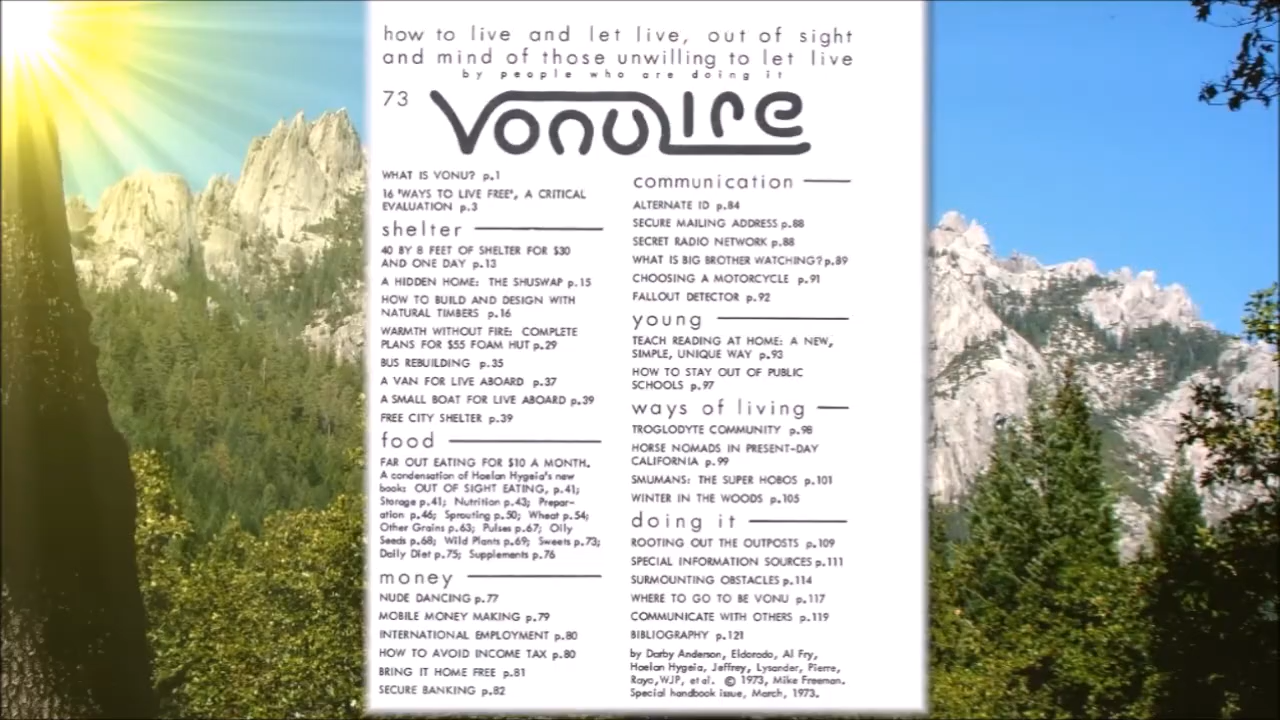 how to live and let live, out of sight
and mind of those unwilling to let live
by people who are doing it
73 VONULIFE
WHAT IS VONU? p.1
16 'WAYS TO LIVE FREE', A CRITICAL
EVALUATION p.3
shelter
40 BY 8 FEET OF SHELTER FOR $30
AND ONE DAY p.13
A HIDDEN HOME: THE SHUSWAP p.15
HOW TO BUILD AND DESIGN WITH
NATURAL TIMBERS p.16
WARMTH WITHOUT FIRE: COMPLETE
PLANS FOR $55 FOAM HUT p.29
BUS REBUILDING p.35
A VAN FOR LIVE ABOARD p.37
A SMALL BOAT FOR LIVE ABOARD p.39
FREE CITY SHELTER p.39
food
FAR OUT EATING FOR $10 A MONTH.
A condensation of Haelan Hygeia's new
book: OUT OF SIGHT EATING, p.41;
Storage p.41; Nutrition p.43; Prepar-
ation p.46; Sprouting p.50; Wheat p.54;
Other Grains p.63; Pulses p.67; Oily
Seeds p.68; Wild Plants p.69; Sweets p.73;
Daily Diet p.75; Supplements p.76
money
NUDE DANCING p.77
MOBILE MONEY MAKING p.79
INTERNATIONAL EMPLOYMENT p.80
HOW TO AVOID INCOME TAX p.80
BRING IT HOME FREE p.81
SECURE BANKING p.82
communication
ALTERNATE ID p.84
SECURE MAILING ADDRESS p.88
SECRET RADIO NETWORK p.88
WHAT IS BIG BROTHER WATCHING? p.89
CHOOSING A MOTORCYCLE p.91
FALLOUT DETECTOR p.92
young
TEACH READING AT HOME: A NEW,
SIMPLE, UNIQUE WAY p.93
HOW TO STAY OUT OF PUBLIC
SCHOOLS p.97
ways of living
TROGLODYTE COMMUNITY p.98
HORSE NOMADS IN PRESENT-DAY
CALIFORNIA p.99
SMUMANS: THE SUPER HOBOS p.101
WINTER IN THE WOODS p.105
doing it
ROOTING OUT THE OUTPOSTS p.109
SPECIAL INFORMATION SOURCES p.111
SURMOUNTING OBSTACLES p.114
WHERE TO GO TO BE VONU p.117
COMMUNICATE WITH OTHERS p.119
BIBLIOGRAPHY p.121
by Darby Anderson, Eldorado, Al Fry,
Haelan Hygeia, Jeffrey, Lysander, Pierre,
Rayo, WJP, et al. © 1973, Mike Freeman.
Special handbook issue, March, 1973.